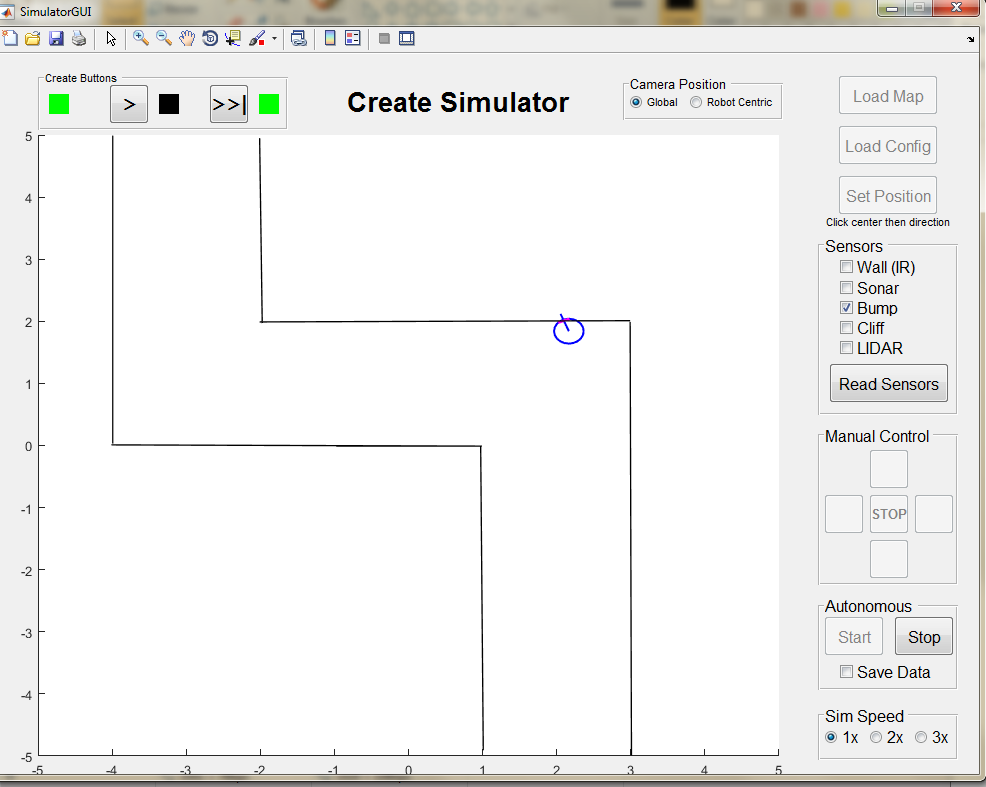 SimulatorGUI
Create Buttons
> >>|
Create Simulator
Camera Position
Global Robot Centric
Load Map
Load Config
Set Position
Click center then direction
Sensors
Wall (IR)
Sonar
Bump
Cliff
LIDAR
Read Sensors
Manual Control
STOP
Autonomous
Start Stop
Save Data
Sim Speed
1x 2x 3x
5
4
3
2
1
0
-1
-2
-3
-4
-5
-5 -4 -3 -2 -1 0 1 2 3 4 5